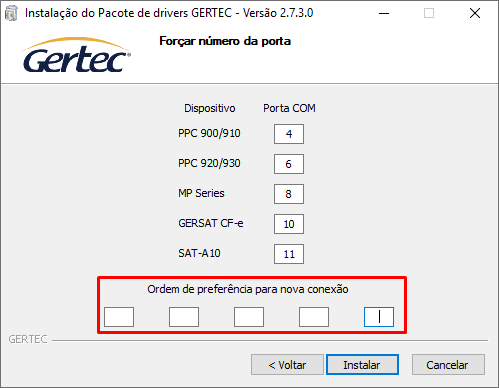 Instalação do Pacote de drivers GERTEC - Versão 2.7.3.0
Gertec
Forçar número da porta
Dispositivo Porta COM
PPC 900/910 4
PPC 920/930 6
MP Series 8
GERSAT CF-e 10
SAT-A10 11
Ordem de preferência para nova conexão
GERTEC
< Voltar Instalar Cancelar